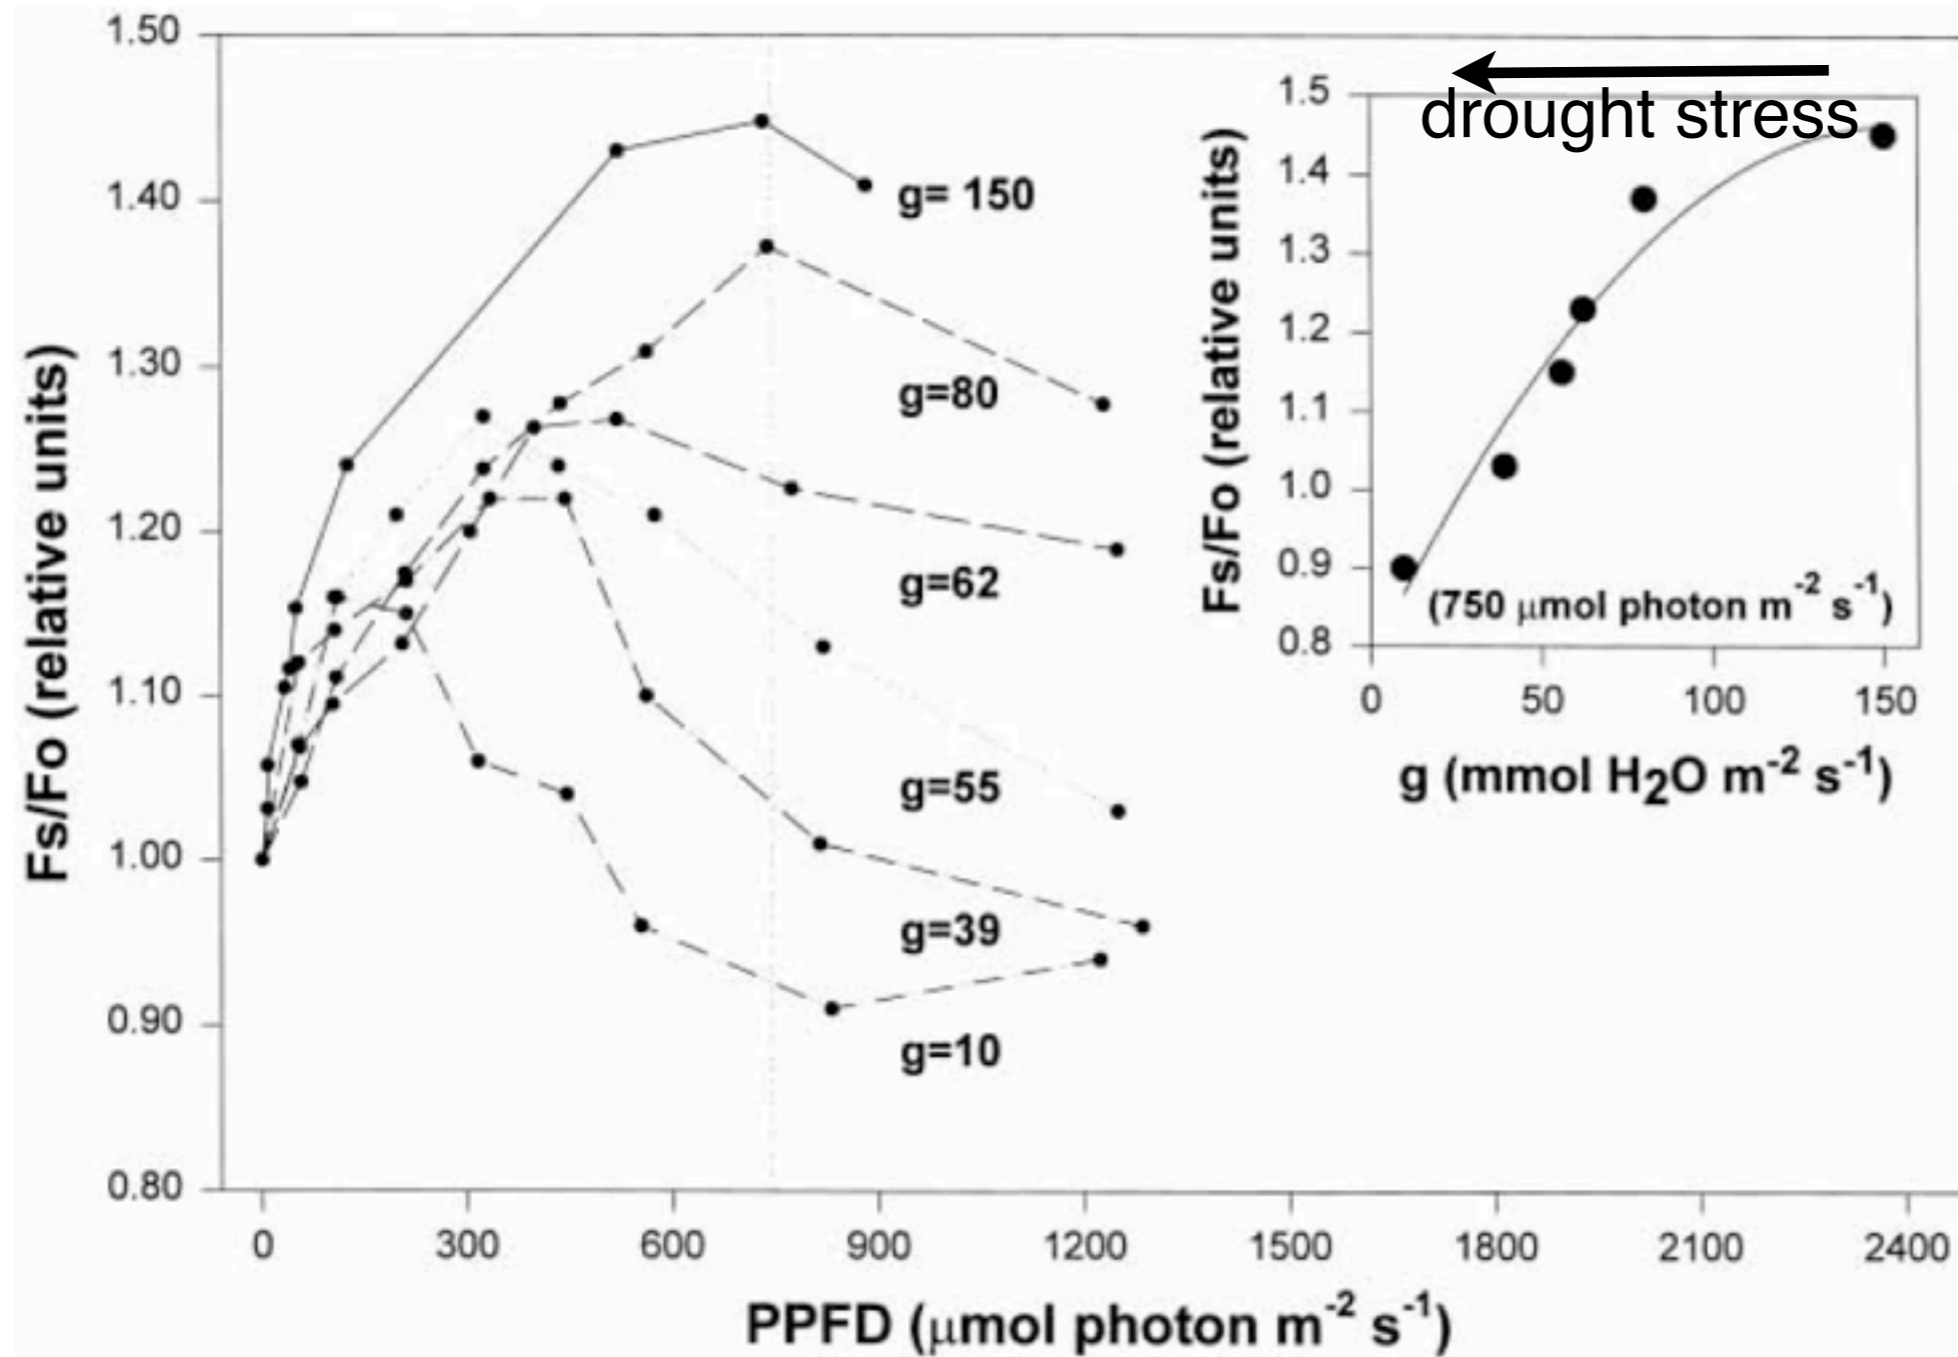 Fs/Fo (relative units)
1.50
1.40
1.30
1.20
1.10
1.00
0.90
0.80
0 300 600 900 1200 1500 1800 2100 2400
PPFD (μmol photon m⁻² s⁻¹)
g= 150
g=80
g=62
g=55
g=39
g=10
drought stress
Fs/Fo (relative units)
1.5
1.4
1.3
1.2
1.1
1.0
0.9
0.8
(750 μmol photon m⁻² s⁻¹)
0 50 100 150
g (mmol H₂O m⁻² s⁻¹)